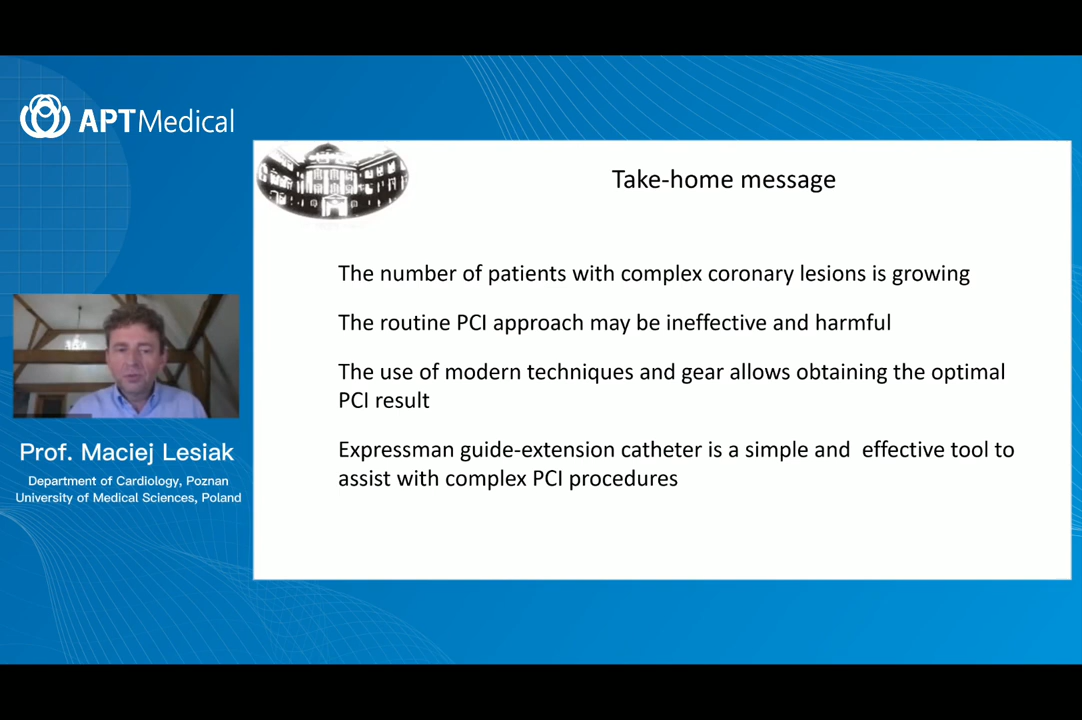 APTMedical
Take-home message
The number of patients with complex coronary lesions is growing
The routine PCI approach may be ineffective and harmful
The use of modern techniques and gear allows obtaining the optimal
PCI result
Expressman guide-extension catheter is a simple and  effective tool to
assist with complex PCI procedures
Prof. Maciej Lesiak
Department of Cardiology, Poznan
University of Medical Sciences, Poland